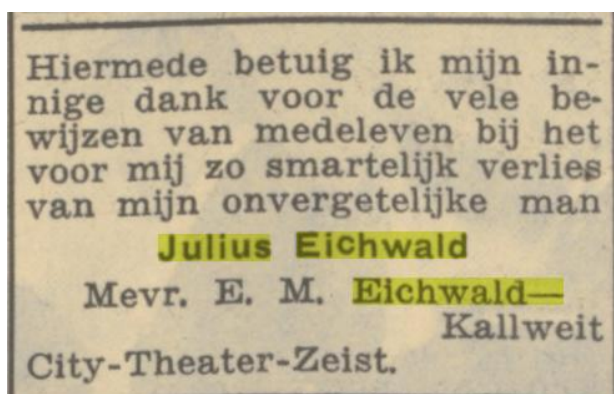 Hiermede betuig ik mijn in-
nige dank voor de vele be-
wijzen van medeleven bij het
voor mij zo smartelijk verlies
van mijn onvergetelijke man
Julius Eichwald
Mevr. E. M. Eichwald—
Kallweit
City-Theater-Zeist.